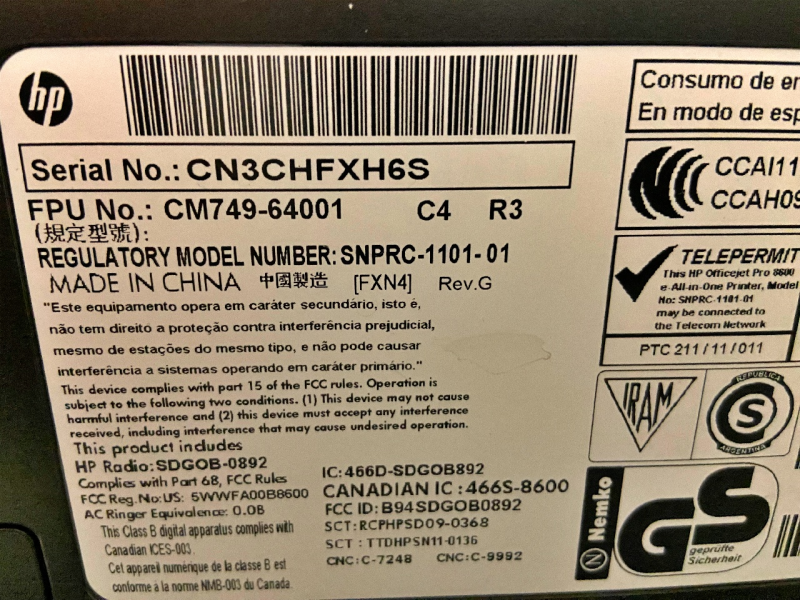 hp
Serial No.: CN3CHFXH6S
FPU No.: CM749-64001 C4 R3
(規定型號):
REGULATORY MODEL NUMBER: SNPRC-1101-01
MADE IN CHINA 中國製造 [FXN4] Rev.G
"Este equipamento opera em caráter secundário, isto é,
não tem direito a proteção contra interferência prejudicial,
mesmo de estações do mesmo tipo, e não pode causar
interferência a sistemas operando em caráter primário."
This device complies with part 15 of the FCC rules. Operation is
subject to the following two conditions. (1) This device may not cause
harmful interference and (2) this device must accept any interference
received, including interference that may cause undesired operation.
This product includes
HP Radio: SDGOB-0892
Complies with Part 68, FCC Rules
FCC Reg. No: US: 5WWFA00B8600
AC Ringer Equivalence: 0.0B
This Class B digital apparatus complies with
Canadian ICES-003.
Cet appareil numérique de la classe B est
conforme à la norme NMB-003 du Canada.
IC: 466D-SDGOB892
CANADIAN IC : 466S-8600
FCC ID: B94SDGOB0892
SCT: RCPHPSD09-0368
SCT : TTDHPSN11-0136
CNC: C-7248 CNC: C-9992
Consumo de en
En modo de esp
CCAI11
CCAH09
TELEPERMIT
This HP Officejet Pro 8600
e-All-in-One Printer, Model
No: SNPRC-1101-01
may be connected to
the Telecom Network
PTC 211/11/011
IRAM
REPUBLICA
S
ARGENTINA
N Nemko
GS
geprüfte
Sicherheit